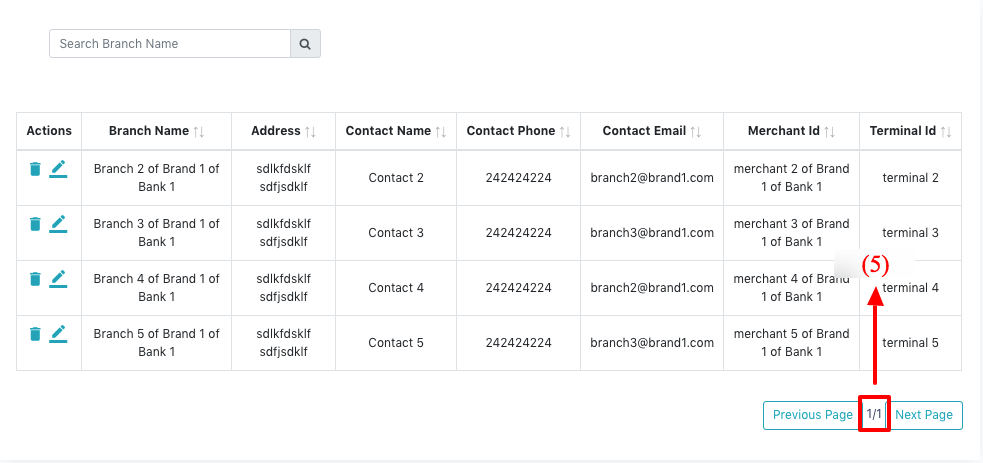 Search Branch Name
Actions Branch Name Address Contact Name Contact Phone Contact Email Merchant Id Terminal Id
Branch 2 of Brand 1 of Bank 1 sdlkfdsklf sdfjsdklf Contact 2 242424224 branch2@brand1.com merchant 2 of Brand 1 of Bank 1 terminal 2
Branch 3 of Brand 1 of Bank 1 sdlkfdsklf sdfjsdklf Contact 3 242424224 branch3@brand1.com merchant 3 of Brand 1 of Bank 1 terminal 3
(5)
Branch 4 of Brand 1 of Bank 1 sdlkfdsklf sdfjsdklf Contact 4 242424224 branch2@brand1.com merchant 4 of Brand 1 of Bank 1 terminal 4
Branch 5 of Brand 1 of Bank 1 sdlkfdsklf sdfjsdklf Contact 5 242424224 branch3@brand1.com merchant 5 of Brand 1 of Bank 1 terminal 5
Previous Page 1/1 Next Page